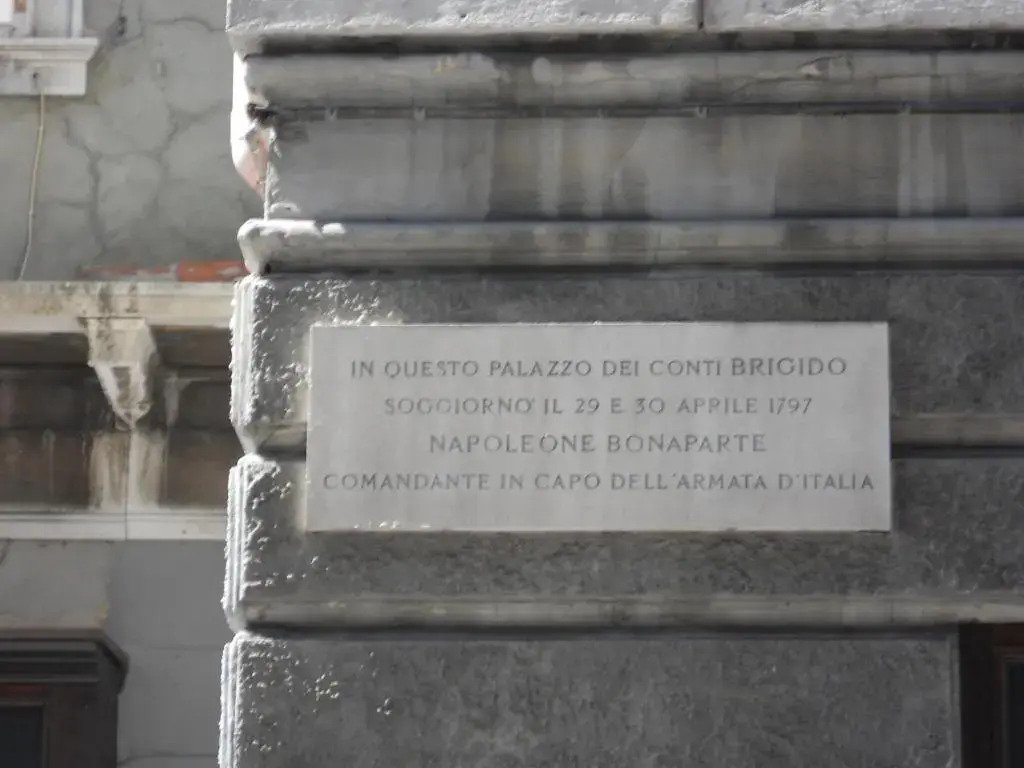 IN QUESTO PALAZZO DEI CONTI BRIGIDO
SOGGIORNO' IL 29 E 30 APRILE 1797
NAPOLEONE BONAPARTE
COMANDANTE IN CAPO DELL'ARMATA D'ITALIA